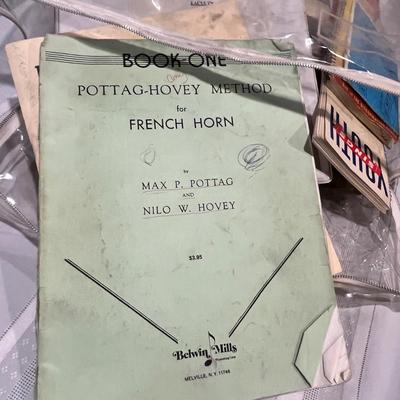 BOOK-ONE
POTTAG-HOVEY METHOD
for
FRENCH HORN
by
MAX P. POTTAG
AND
NILO W. HOVEY
$3.95
Belwin Mills
MELVILLE, N.Y. 11746
YOUTH